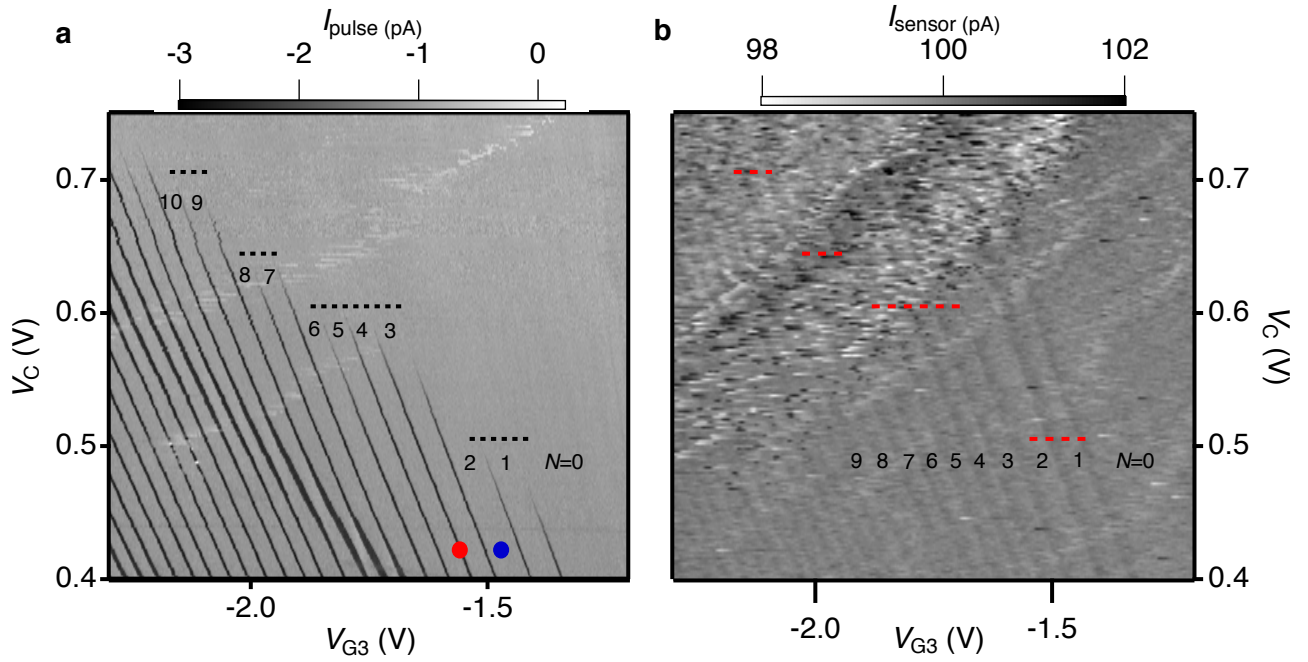 a
I_pulse (pA)
-3 -2 -1 0
0.7
0.6
0.5
0.4
V_C (V)
10 9
8 7
6 5 4 3
2 1 N=0
-2.0 -1.5
V_G3 (V)
b
I_sensor (pA)
98 100 102
0.7
0.6
0.5
0.4
V_C (V)
9 8 7 6 5 4 3 2 1 N=0
-2.0 -1.5
V_G3 (V)